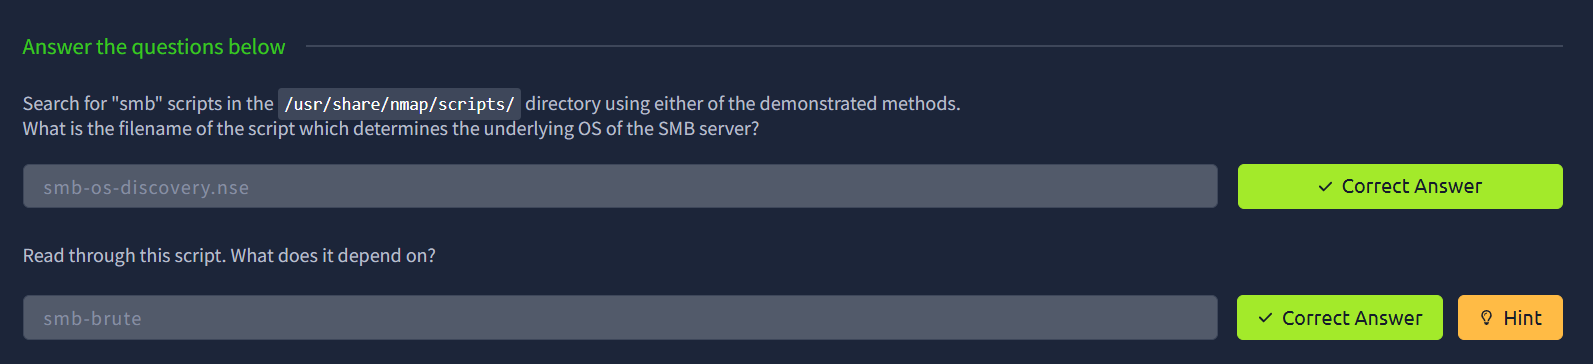 Answer the questions below
Search for "smb" scripts in the /usr/share/nmap/scripts/ directory using either of the demonstrated methods.
What is the filename of the script which determines the underlying OS of the SMB server?
smb-os-discovery.nse
Correct Answer
Read through this script. What does it depend on?
smb-brute
Correct Answer
Hint